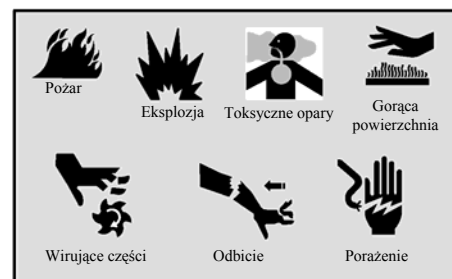 Pożar
Eksplozja
Toksyczne opary
Gorąca
powierzchnia
Wirujące części
Odbicie
Porażenie